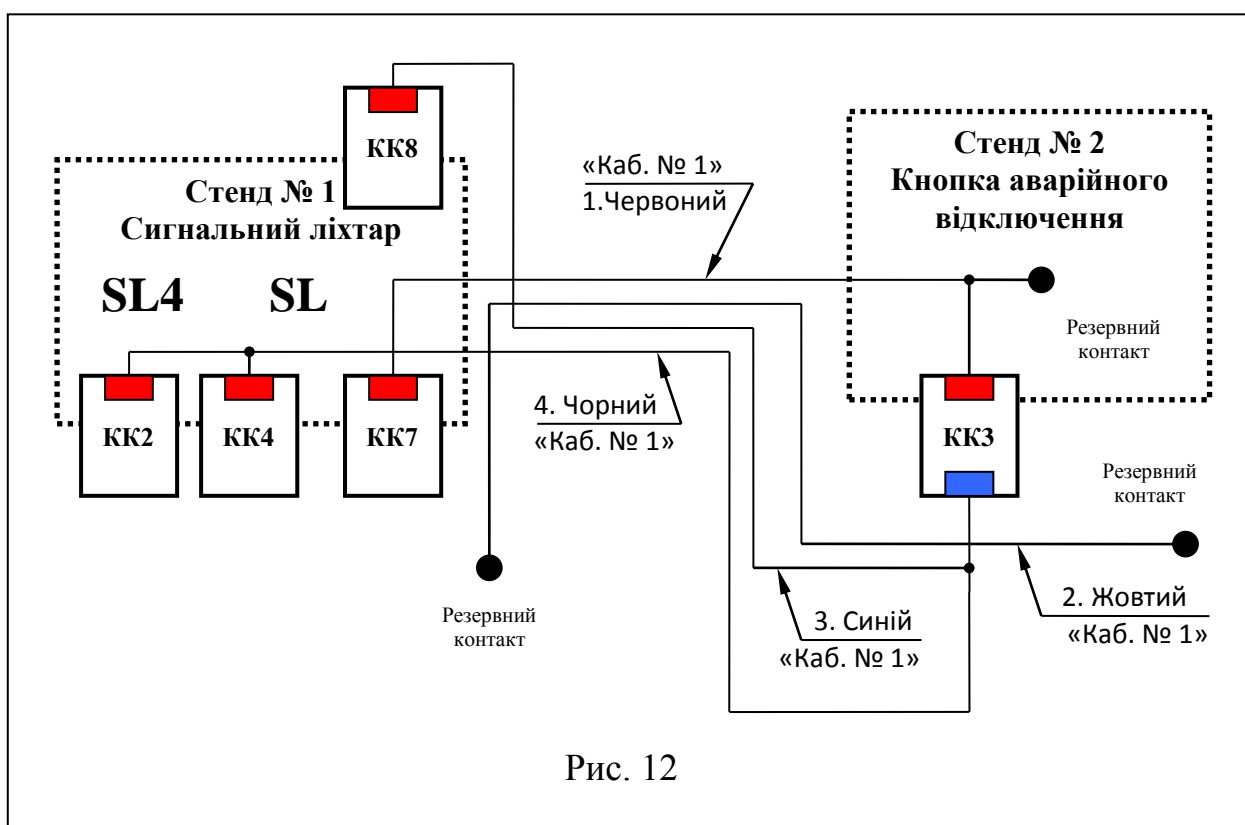 КК8
Стенд № 1
Сигнальний ліхтар
SL4 SL
КК2 КК4 КК7
«Каб. № 1»
1.Червоний
Стенд № 2
Кнопка аварійного
відключення
Резервний
контакт
КК3
4. Чорний
«Каб. № 1»
Резервний
контакт
Резервний
контакт
3. Синій
«Каб. № 1»
2. Жовтий
«Каб. № 1»
Рис. 12